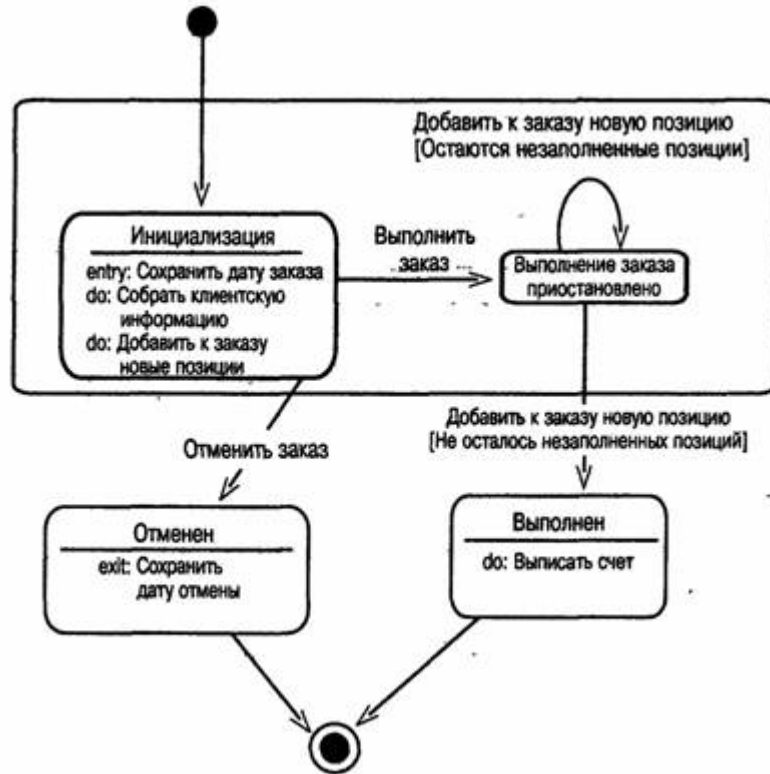 Добавить к заказу новую позицию
[Остаются незаполненные позиции]
Инициализация
entry: Сохранить дату заказа
do: Собрать клиентскую
информацию
do: Добавить к заказу
новые позиции
Выполнить
заказ ...
Выполнение заказа
приостановлено
Отменить заказ
Добавить к заказу новую позицию
[Не осталось незаполненных позиций]
Отменен
exit: Сохранить
дату отмены
Выполнен
do: Выписать счет